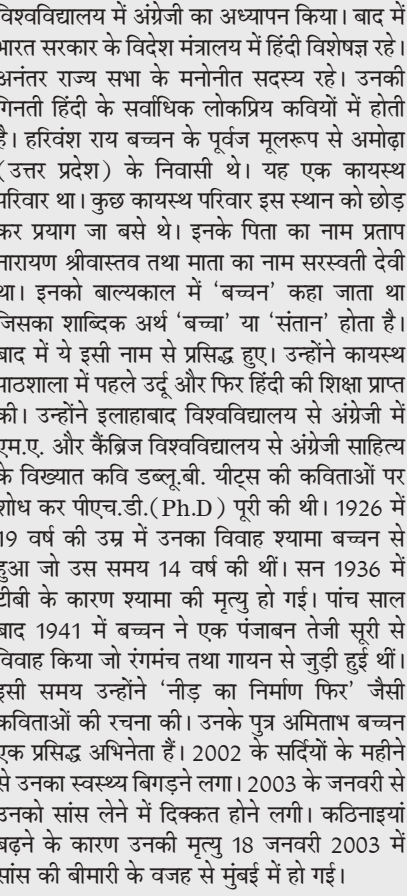 विश्वविद्यालय में अंग्रेजी का अध्यापन किया। बाद में
भारत सरकार के विदेश मंत्रालय में हिंदी विशेषज्ञ रहे।
अनंतर राज्य सभा के मनोनीत सदस्य रहे। उनकी
गिनती हिंदी के सर्वाधिक लोकप्रिय कवियों में होती
है। हरिवंश राय बच्चन के पूर्वज मूलरूप से अमोढ़ा
(उत्तर प्रदेश) के निवासी थे। यह एक कायस्थ
परिवार था। कुछ कायस्थ परिवार इस स्थान को छोड़
कर प्रयाग जा बसे थे। इनके पिता का नाम प्रताप
नारायण श्रीवास्तव तथा माता का नाम सरस्वती देवी
था। इनको बाल्यकाल में ‘बच्चन’ कहा जाता था
जिसका शाब्दिक अर्थ ‘बच्चा’ या ‘संतान’ होता है।
बाद में ये इसी नाम से प्रसिद्ध हुए। उन्होंने कायस्थ
पाठशाला में पहले उर्दू और फिर हिंदी की शिक्षा प्राप्त
की। उन्होंने इलाहाबाद विश्वविद्यालय से अंग्रेजी में
एम.ए. और कैंब्रिज विश्वविद्यालय से अंग्रेजी साहित्य
के विख्यात कवि डब्लू.बी. यीट्स की कविताओं पर
शोध कर पीएच.डी.(Ph.D) पूरी की थी। 1926 में
19 वर्ष की उम्र में उनका विवाह श्यामा बच्चन से
हुआ जो उस समय 14 वर्ष की थीं। सन 1936 में
टीबी के कारण श्यामा की मृत्यु हो गई। पांच साल
बाद 1941 में बच्चन ने एक पंजाबन तेजी सूरी से
विवाह किया जो रंगमंच तथा गायन से जुड़ी हुई थीं।
इसी समय उन्होंने ‘नीड़ का निर्माण फिर’ जैसी
कविताओं की रचना की। उनके पुत्र अमिताभ बच्चन
एक प्रसिद्ध अभिनेता हैं। 2002 के सर्दियों के महीने
से उनका स्वस्थ्य बिगड़ने लगा। 2003 के जनवरी से
उनको सांस लेने में दिक्कत होने लगी। कठिनाइयां
बढ़ने के कारण उनकी मृत्यु 18 जनवरी 2003 में
सांस की बीमारी के वजह से मुंबई में हो गई।